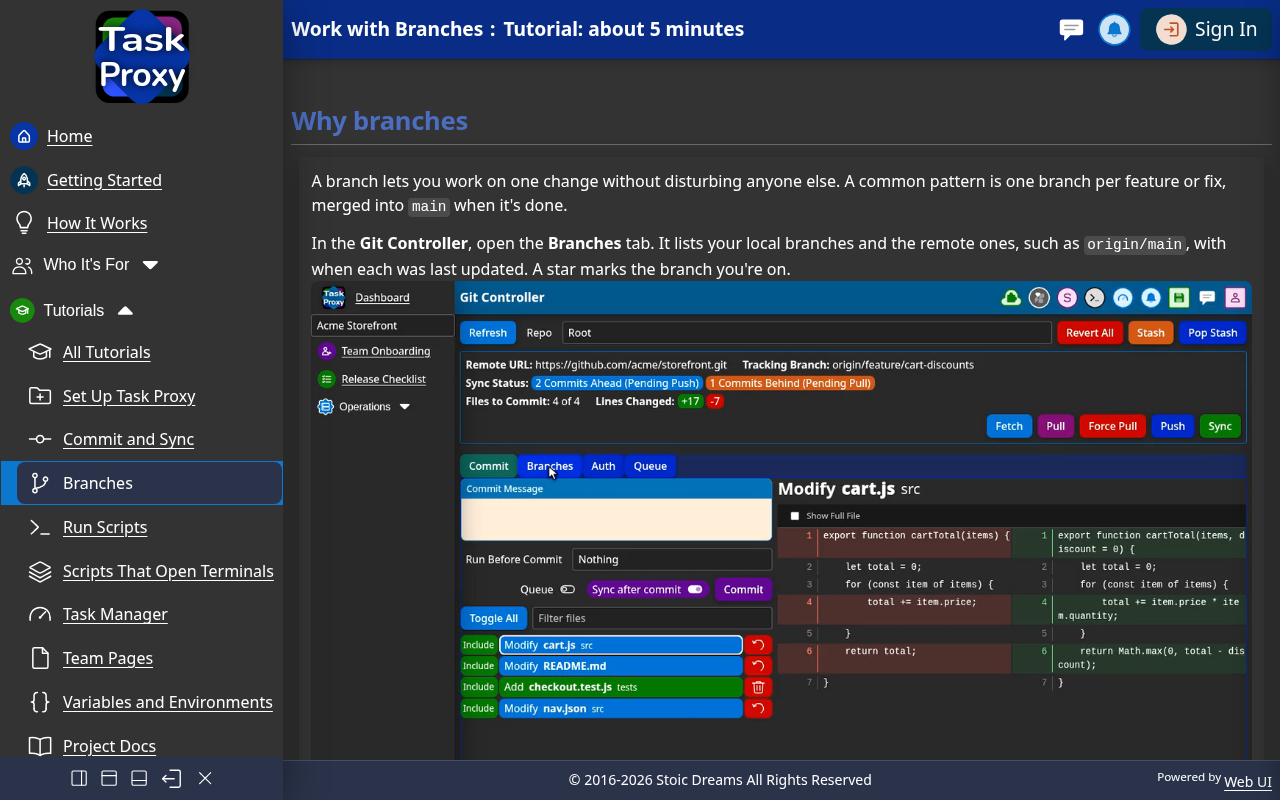 Task
Proxy
Work with Branches : Tutorial: about 5 minutes
Sign In
Home
Getting Started
How It Works
Who It's For
Tutorials
All Tutorials
Set Up Task Proxy
Commit and Sync
Branches
Run Scripts
Scripts That Open Terminals
Task Manager
Team Pages
Variables and Environments
Project Docs
Why branches
A branch lets you work on one change without disturbing anyone else. A common pattern is one branch per feature or fix,
merged into main when it's done.
In the Git Controller, open the Branches tab. It lists your local branches and the remote ones, such as origin/main, with
when each was last updated. A star marks the branch you're on.
Task
Proxy
Dashboard
Acme Storefront
Team Onboarding
Release Checklist
Operations
Git Controller
S
Refresh
Repo
Root
Revert All
Stash
Pop Stash
Remote URL: https://github.com/acme/storefront.git Tracking Branch: origin/feature/cart-discounts
Sync Status: 2 Commits Ahead (Pending Push) 1 Commits Behind (Pending Pull)
Files to Commit: 4 of 4 Lines Changed: +17 -7
Fetch
Pull
Force Pull
Push
Sync
Commit
Branches
Auth
Queue
Commit Message
Run Before Commit
Nothing
Queue
Sync after commit
Commit
Toggle All
Filter files
Include Modify cart.js src
Include Modify README.md
Include Add checkout.test.js tests
Include Modify nav.json src
Modify cart.js src
Show Full File
1 export function cartTotal(items) {
2 let total = 0;
3 for (const item of items) {
4 total += item.price;
5 }
6 return total;
7 }
1 export function cartTotal(items, d
iscount = 0) {
2 let total = 0;
3 for (const item of items) {
4 total += item.price * ite
m.quantity;
5 }
6 return Math.max(0, total - dis
count);
7 }
© 2016-2026 Stoic Dreams All Rights Reserved
Powered by Web UI